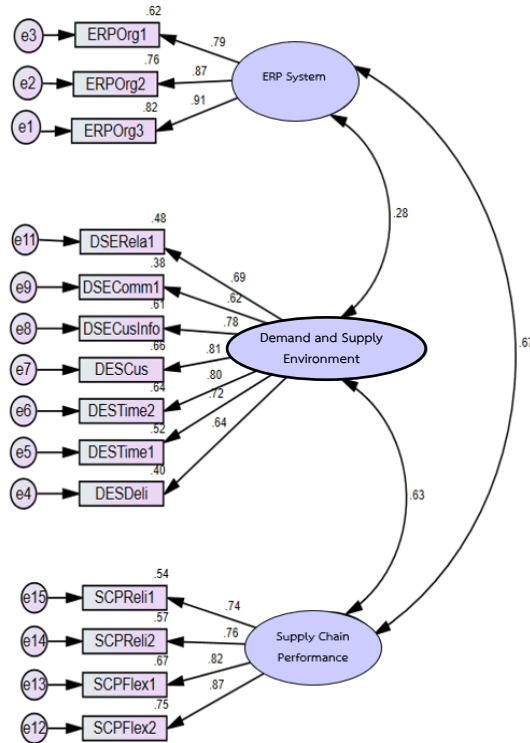 .62
e3 ERPOrg1 .79
.76
e2 ERPOrg2 .87 ERP System
.82
e1 ERPOrg3 .91
.28
.48
e11 DSERela1 .69
.38
e9 DSEComm1 .62
.61
e8 DSECusInfo .78
Demand and Supply
Environment
.66
e7 DESCus .81
.64
e6 DESTime2 .80
.52
e5 DESTime1 .72
.40
e4 DESDeli .64
.67
.63
.54
e15 SCPReli1 .74
.57
e14 SCPReli2 .76
Supply Chain
Performance
.67
e13 SCPFlex1 .82
.75
e12 SCPFlex2 .87